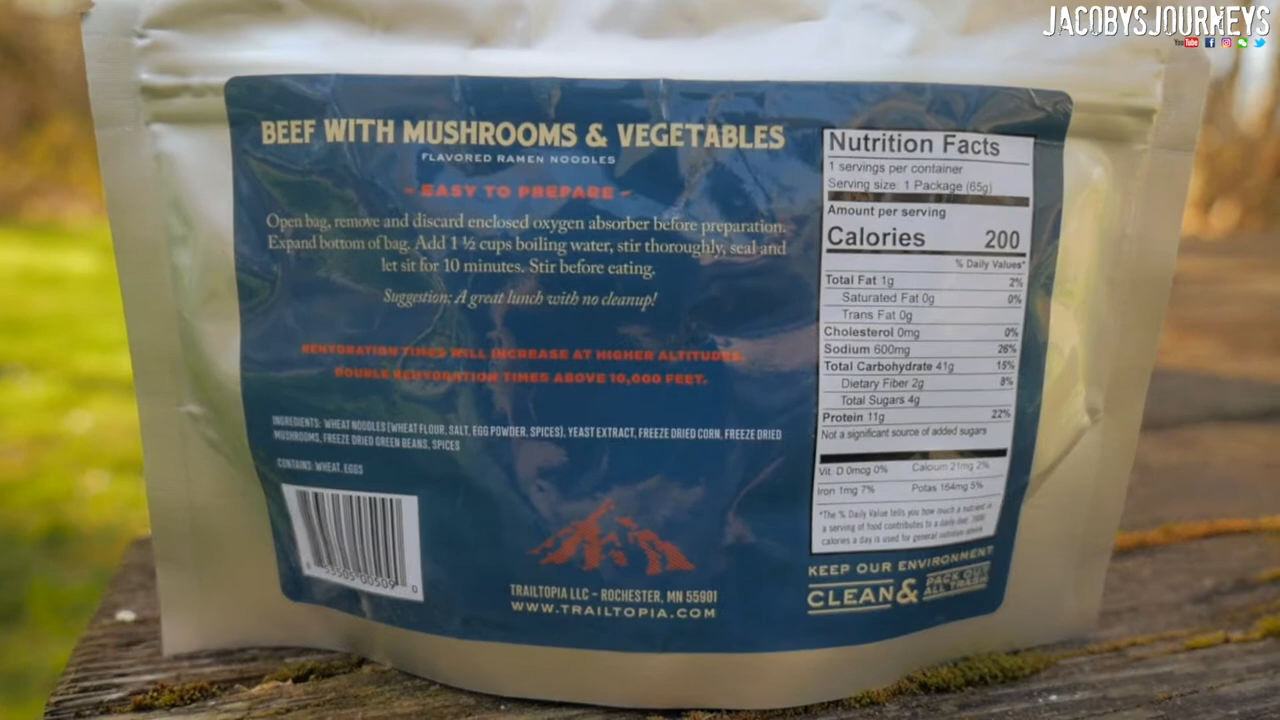 JACOBYSJOURNEYS
YouTube
BEEF WITH MUSHROOMS & VEGETABLES
FLAVORED RAMEN NOODLES
- EASY TO PREPARE -
Open bag, remove and discard enclosed oxygen absorber before preparation.
Expand bottom of bag. Add 1 ½ cups boiling water, stir thoroughly, seal and
let sit for 10 minutes. Stir before eating.
Suggestion: A great lunch with no cleanup!
REHYDRATION TIMES WILL INCREASE AT HIGHER ALTITUDES.
DOUBLE REHYDRATION TIMES ABOVE 10,000 FEET.
INGREDIENTS: WHEAT NOODLES (WHEAT FLOUR, SALT, EGG POWDER, SPICES), YEAST EXTRACT, FREEZE DRIED CORN, FREEZE DRIED
MUSHROOMS, FREEZE DRIED GREEN BEANS, SPICES
CONTAINS: WHEAT, EGGS
TRAILTOPIA LLC - ROCHESTER, MN 55901
WWW.TRAILTOPIA.COM
Nutrition Facts
1 servings per container
Serving size: 1 Package (65g)
Amount per serving
Calories 200
% Daily Values*
Total Fat 1g 2%
Saturated Fat 0g 0%
Trans Fat 0g
Cholesterol 0mg 0%
Sodium 600mg 26%
Total Carbohydrate 41g 15%
Dietary Fiber 2g 8%
Total Sugars 4g
Protein 11g 22%
Not a significant source of added sugars
Vit. D 0mcg 0% Calcium 21mg 2%
Iron 1mg 7% Potas 164mg 5%
*The % Daily Value tells you how much a nutrient in
a serving of food contributes to a daily diet. 2000
calories a day is used for general nutrition advice.
KEEP OUR ENVIRONMENT
CLEAN & PACK OUT
ALL TRASH